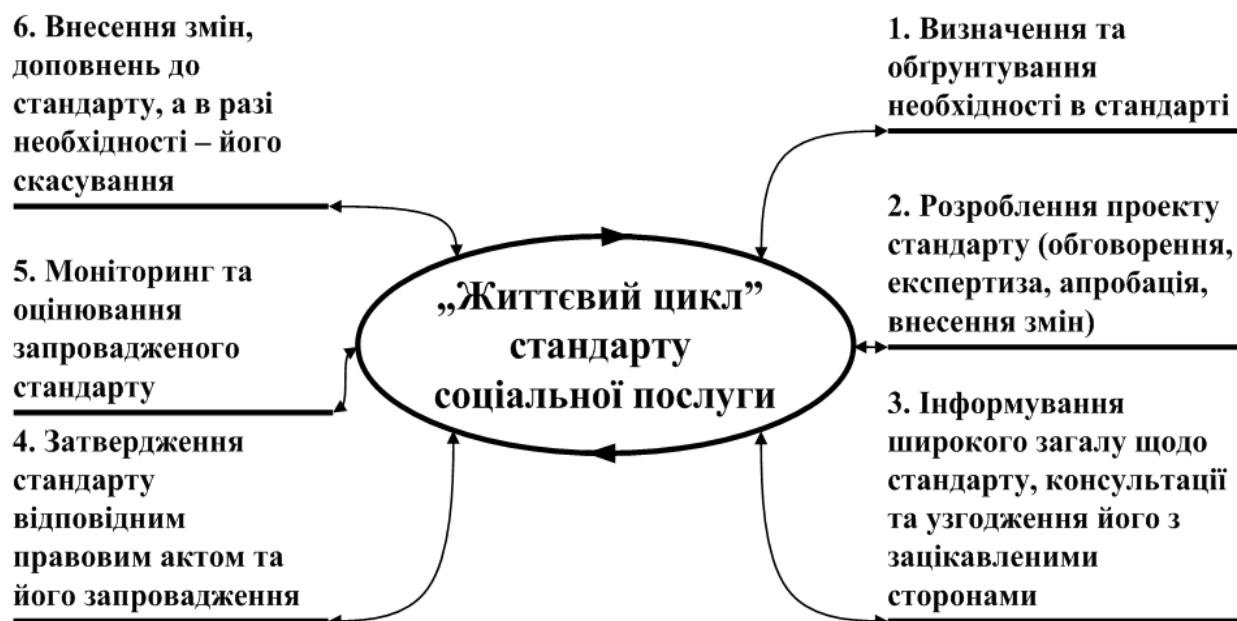 6. Внесення змін,
доповнень до
стандарту, а в разі
необхідності – його
скасування
5. Моніторинг та
оцінювання
запровадженого
стандарту
4. Затвердження
стандарту
відповідним
правовим актом та
його запровадження
„Життєвий цикл”
стандарту
соціальної послуги
1. Визначення та
обґрунтування
необхідності в стандарті
2. Розроблення проекту
стандарту (обговорення,
експертиза, апробація,
внесення змін)
3. Інформування
широкого загалу щодо
стандарту, консультації
та узгодження його з
зацікавленими
сторонами